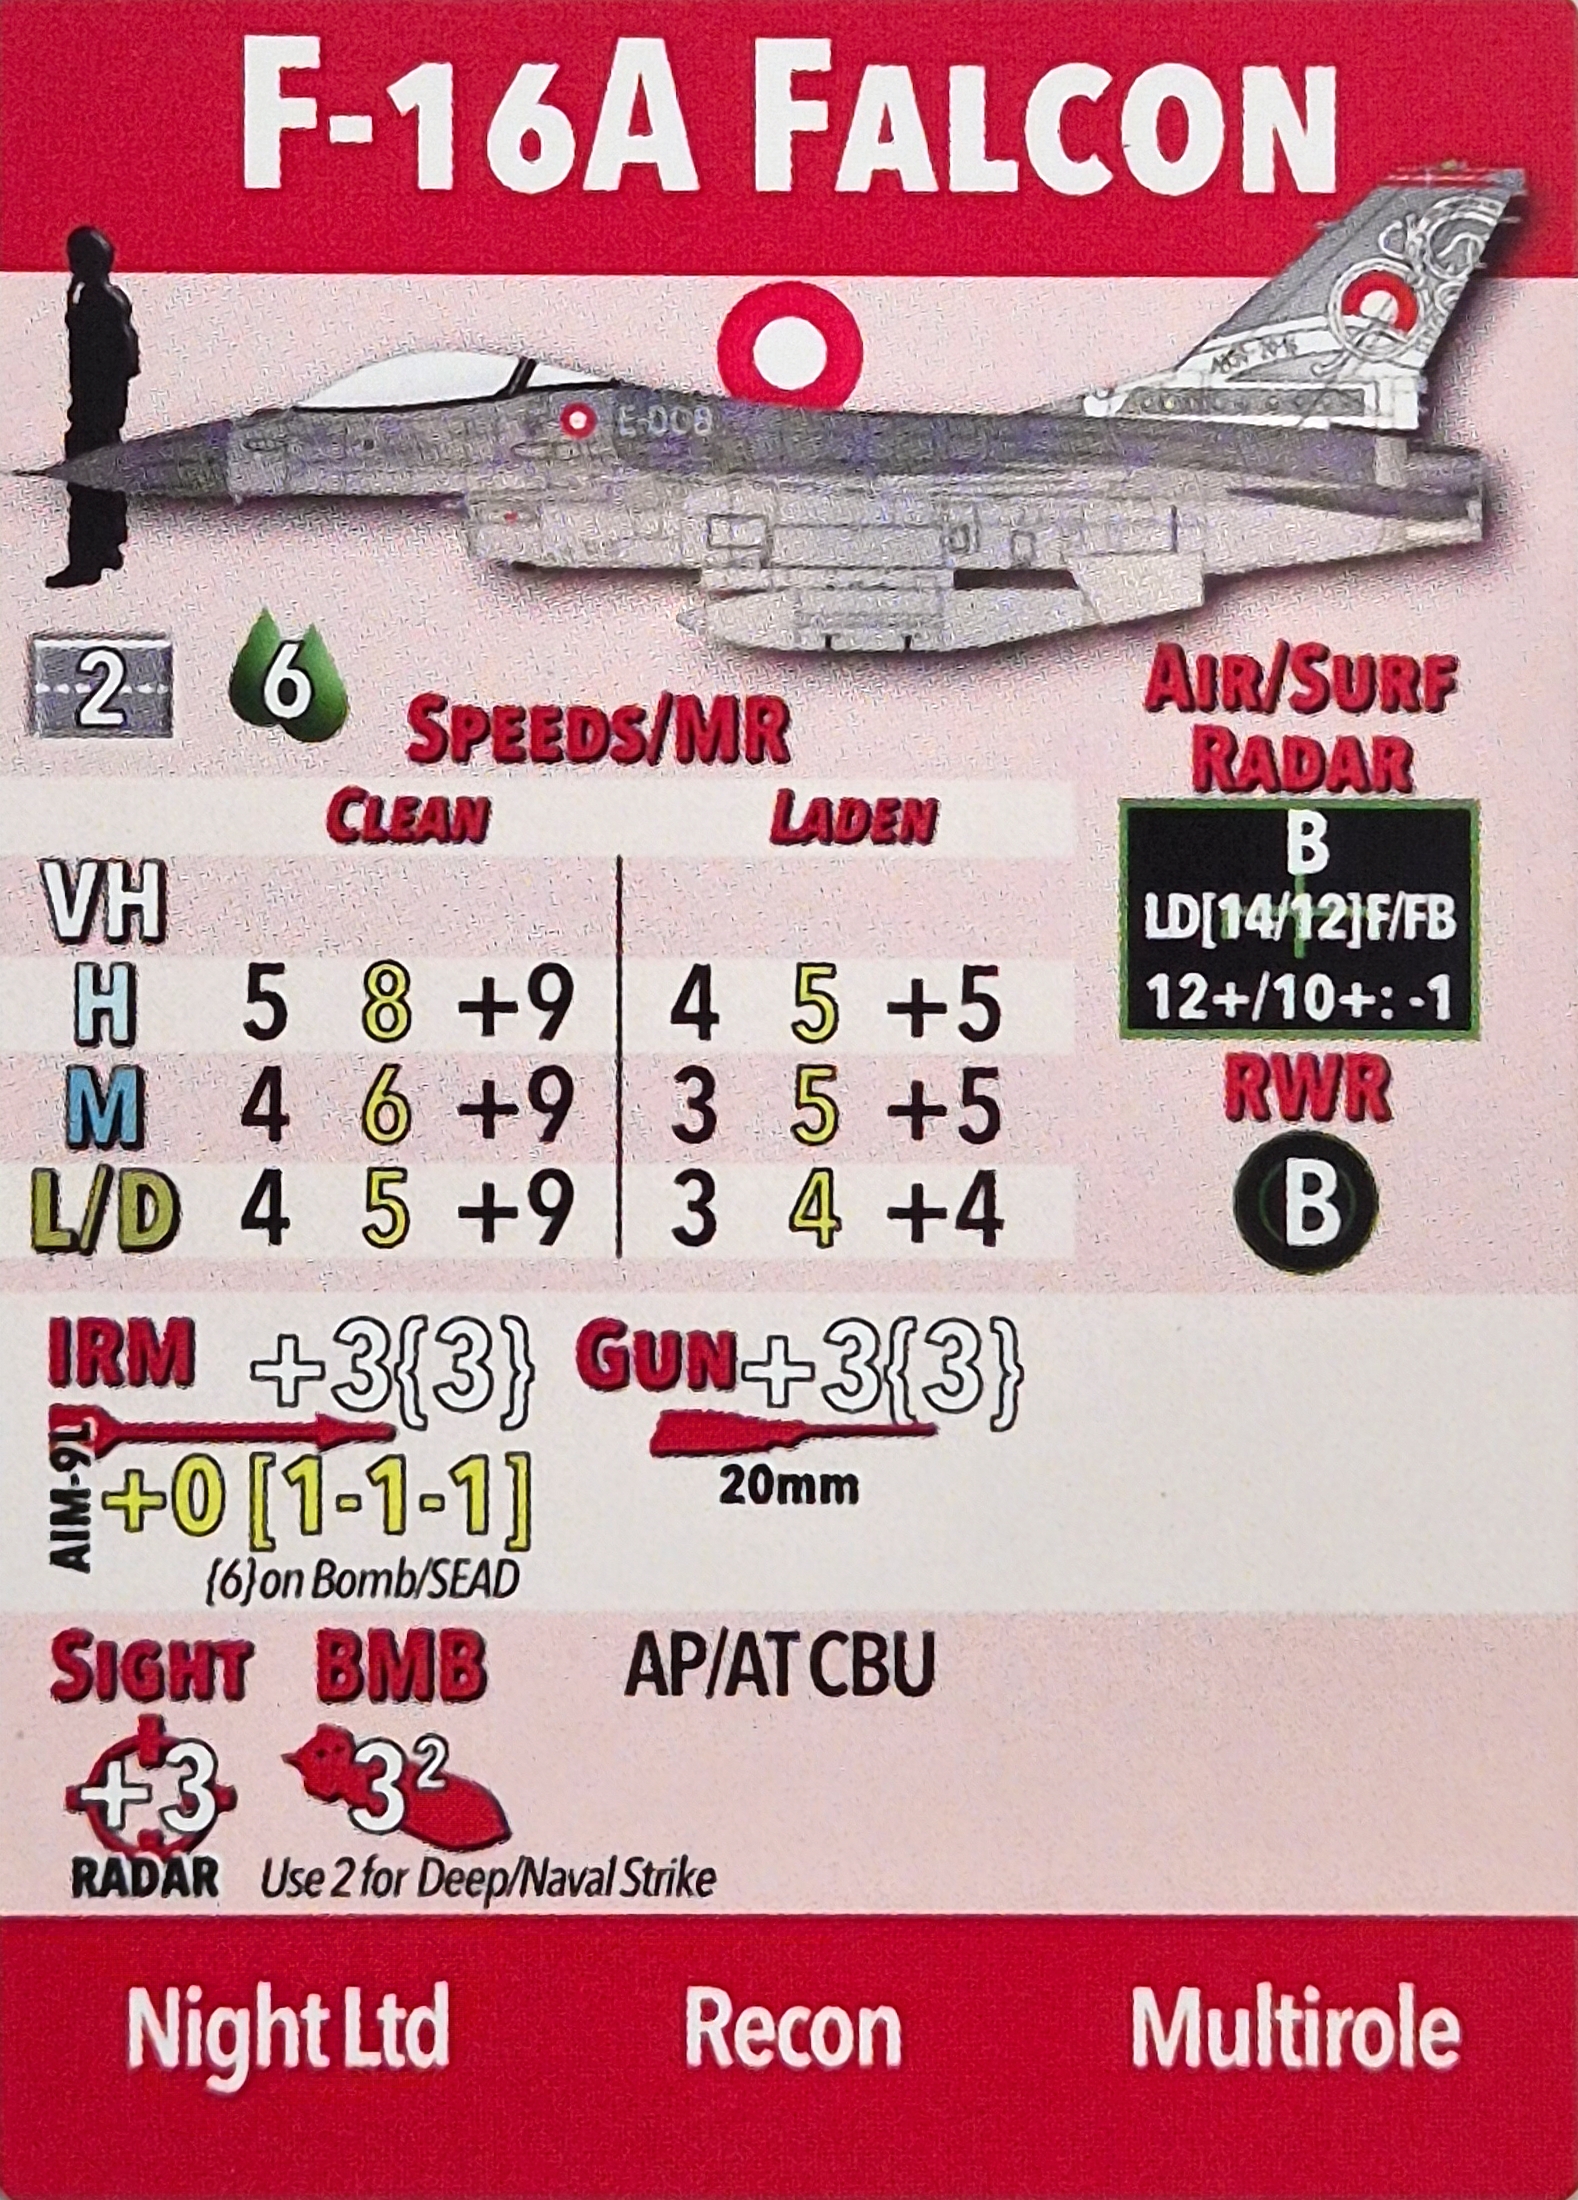 F-16A FALCON
E-008
2 6
SPEEDS/MR
AIR/SURF
RADAR
CLEAN LADEN
B
LD[14/12]F/FB
12+/10+: -1
VH
H 5 8 +9 4 5 +5
M 4 6 +9 3 5 +5
L/D 4 5 +9 3 4 +4
RWR
B
IRM +3{3} GUN +3{3}
AIM-9L
+0 [1-1-1]
20mm
{6}on Bomb/SEAD
SIGHT BMB AP/AT CBU
+3 3²
RADAR Use 2 for Deep/Naval Strike
Night Ltd Recon Multirole